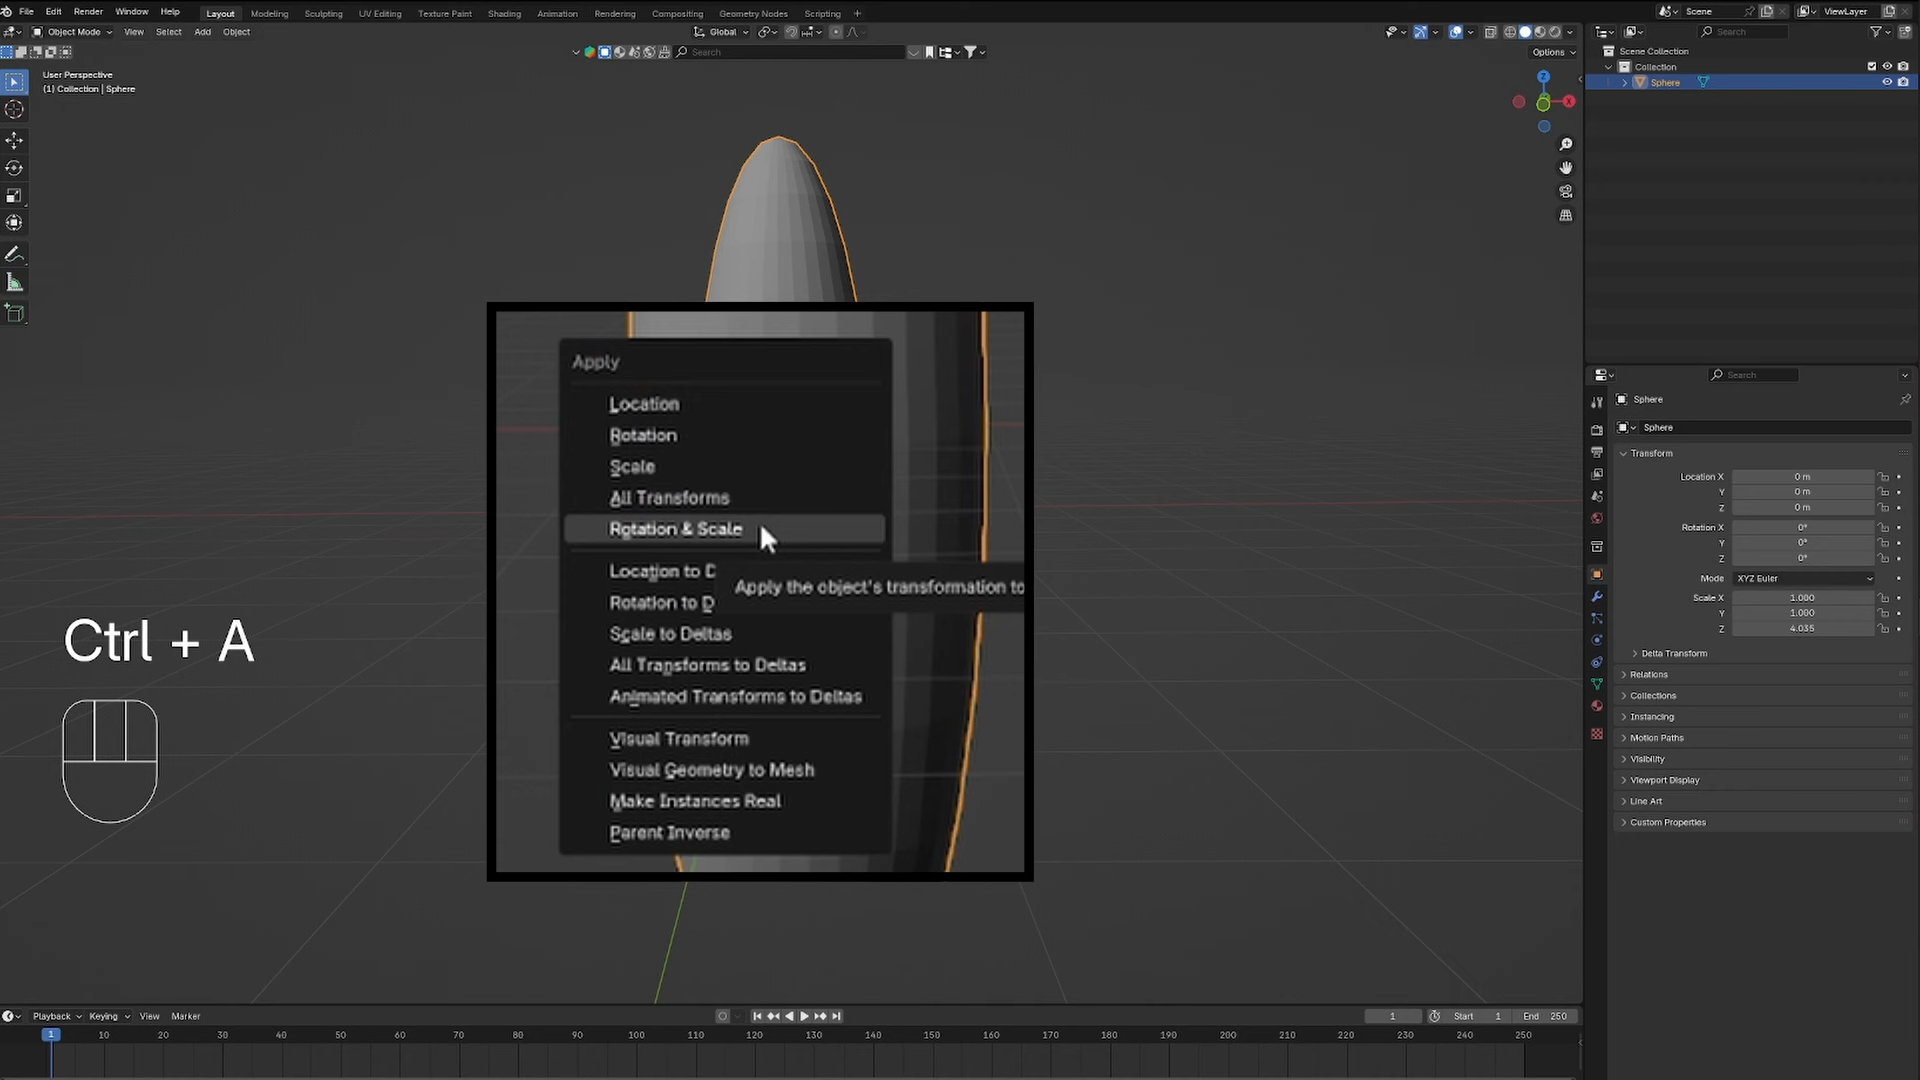 File Edit Render Window Help Layout Modeling Sculpting UV Editing Texture Paint Shading Animation Rendering Compositing Geometry Nodes Scripting + Scene ViewLayer
Object Mode View Select Add Object Global Search
Search Options
User Perspective
(1) Collection | Sphere
Z
X
Scene Collection
Collection
Sphere
Apply
Location
Rotation
Scale
All Transforms
Rotation & Scale
Location to D
Apply the object's transformation to
Rotation to D
Scale to Deltas
All Transforms to Deltas
Animated Transforms to Deltas
Visual Transform
Visual Geometry to Mesh
Make Instances Real
Parent Inverse
Ctrl + A
Search
Sphere
Sphere
Transform
Location X 0 m
Y 0 m
Z 0 m
Rotation X 0°
Y 0°
Z 0°
Mode XYZ Euler
Scale X 1.000
Y 1.000
Z 4.035
Delta Transform
Relations
Collections
Instancing
Motion Paths
Visibility
Viewport Display
Line Art
Custom Properties
Playback Keying View Marker 1 Start 1 End 250
1 10 20 30 40 50 60 70 80 90 100 110 120 130 140 150 160 170 180 190 200 210 220 230 240 250